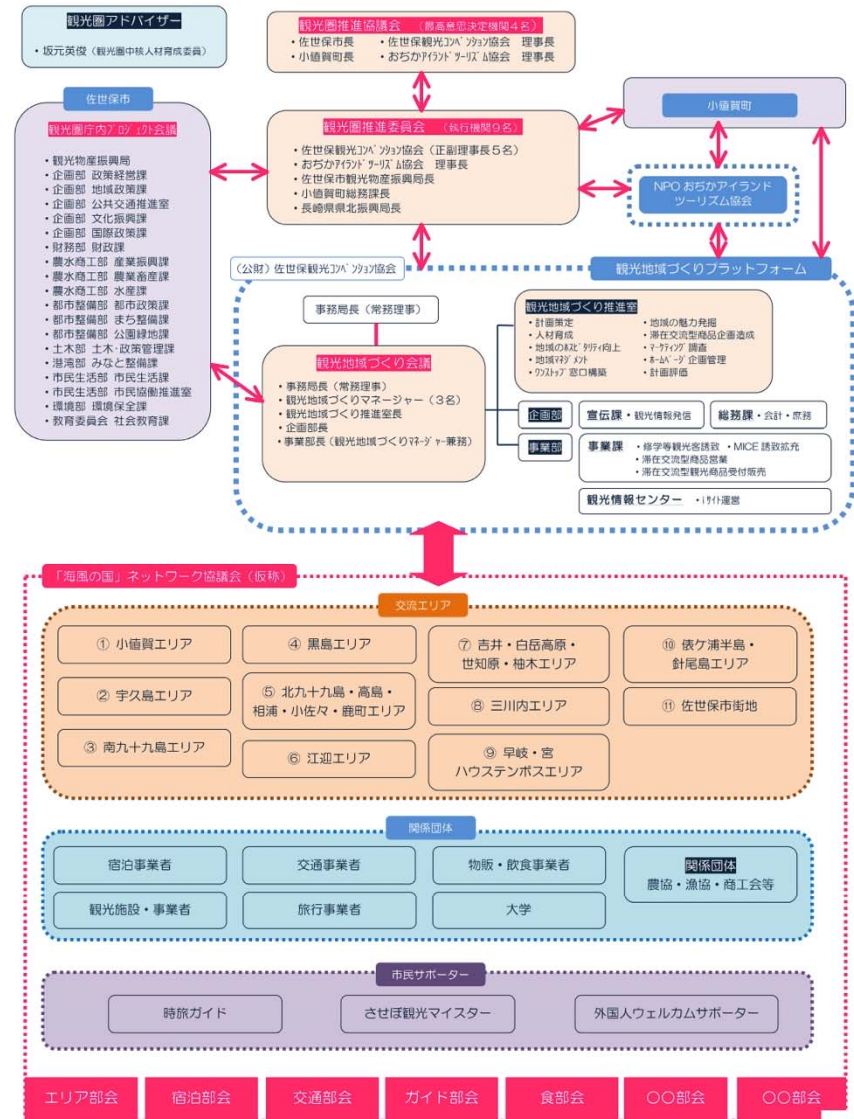 観光圏アドバイザー
・坂元英俊（観光圏中核人材育成委員）
観光圏推進協議会（最高意思決定機関４名）
・佐世保市長　・佐世保観光ｺﾝﾍﾞﾝｼｮﾝ協会　理事長
・小値賀町長　・おぢかｱｲﾗﾝﾄﾞﾂｰﾘｽﾞﾑ協会　理事長
佐世保市
観光圏庁内プロジェクト会議
・観光物産振興局
・企画部 政策経営課
・企画部 地域政策課
・企画部 公共交通推進室
・企画部 文化振興課
・企画部 国際政策課
・財務部 財政課
・農水商工部 産業振興課
・農水商工部 農業畜産課
・農水商工部 水産課
・都市整備部 都市政策課
・都市整備部 まち整備課
・都市整備部 公園緑地課
・土木部 土木・政策管理課
・港湾部 みなと整備課
・市民生活部 市民生活課
・市民生活部 市民協働推進室
・環境部 環境保全課
・教育委員会 社会教育課
観光圏推進委員会（執行機関９名）
・佐世保観光ｺﾝﾍﾞﾝｼｮﾝ協会（正副理事長５名）
・おぢかｱｲﾗﾝﾄﾞﾂｰﾘｽﾞﾑ協会　理事長
・佐世保市観光物産振興局長
・小値賀町総務課長
・長崎県県北振興局長
小値賀町
NPO おぢかアイランド
ツーリズム協会
（公財）佐世保観光ｺﾝﾍﾞﾝｼｮﾝ協会
観光地域づくりプラットフォーム
事務局長（常務理事）
観光地域づくり会議
・事務局長（常務理事）
・観光地域づくりマネージャー（３名）
・観光地域づくり推進室長
・企画部長
・事業部長（観光地域づくりﾏﾈｰｼﾞｬｰ兼務）
観光地域づくり推進室
・計画策定　・地域の魅力発掘
・人材育成　・滞在交流型商品企画造成
・地域のﾎｽﾋﾟﾀﾘﾃｨ向上　・ﾏｰｹﾃｨﾝｸﾞ調査
・地域ﾏﾈｼﾞﾒﾝﾄ　・ﾎｰﾑﾍﾟｰｼﾞ企画管理
・ﾜﾝｽﾄｯﾌﾟ窓口構築　・計画評価
企画部
宣伝課・観光情報発信
総務課・会計・庶務
事業部
事業課　・修学等観光客誘致　・MICE 誘致拡充
・滞在交流型商品営業
・滞在交流型観光商品受付販売
観光情報センター　・iｻｲﾄ運営
「海風の国」ネットワーク協議会（仮称）
交流エリア
① 小値賀エリア
② 宇久島エリア
③ 南九十九島エリア
④ 黒島エリア
⑤ 北九十九島・高島・
相浦・小佐々・鹿町エリア
⑥ 江迎エリア
⑦ 吉井・白岳高原・
世知原・柚木エリア
⑧ 三川内エリア
⑨ 早岐・宮
ハウステンボスエリア
⑩ 俵ケ浦半島・
針尾島エリア
⑪ 佐世保市街地
関係団体
宿泊事業者
交通事業者
物販・飲食事業者
関係団体
農協・漁協・商工会等
観光施設・事業者
旅行事業者
大学
市民サポーター
時旅ガイド
させぼ観光マイスター
外国人ウェルカムサポーター
エリア部会
宿泊部会
交通部会
ガイド部会
食部会
〇〇部会
〇〇部会